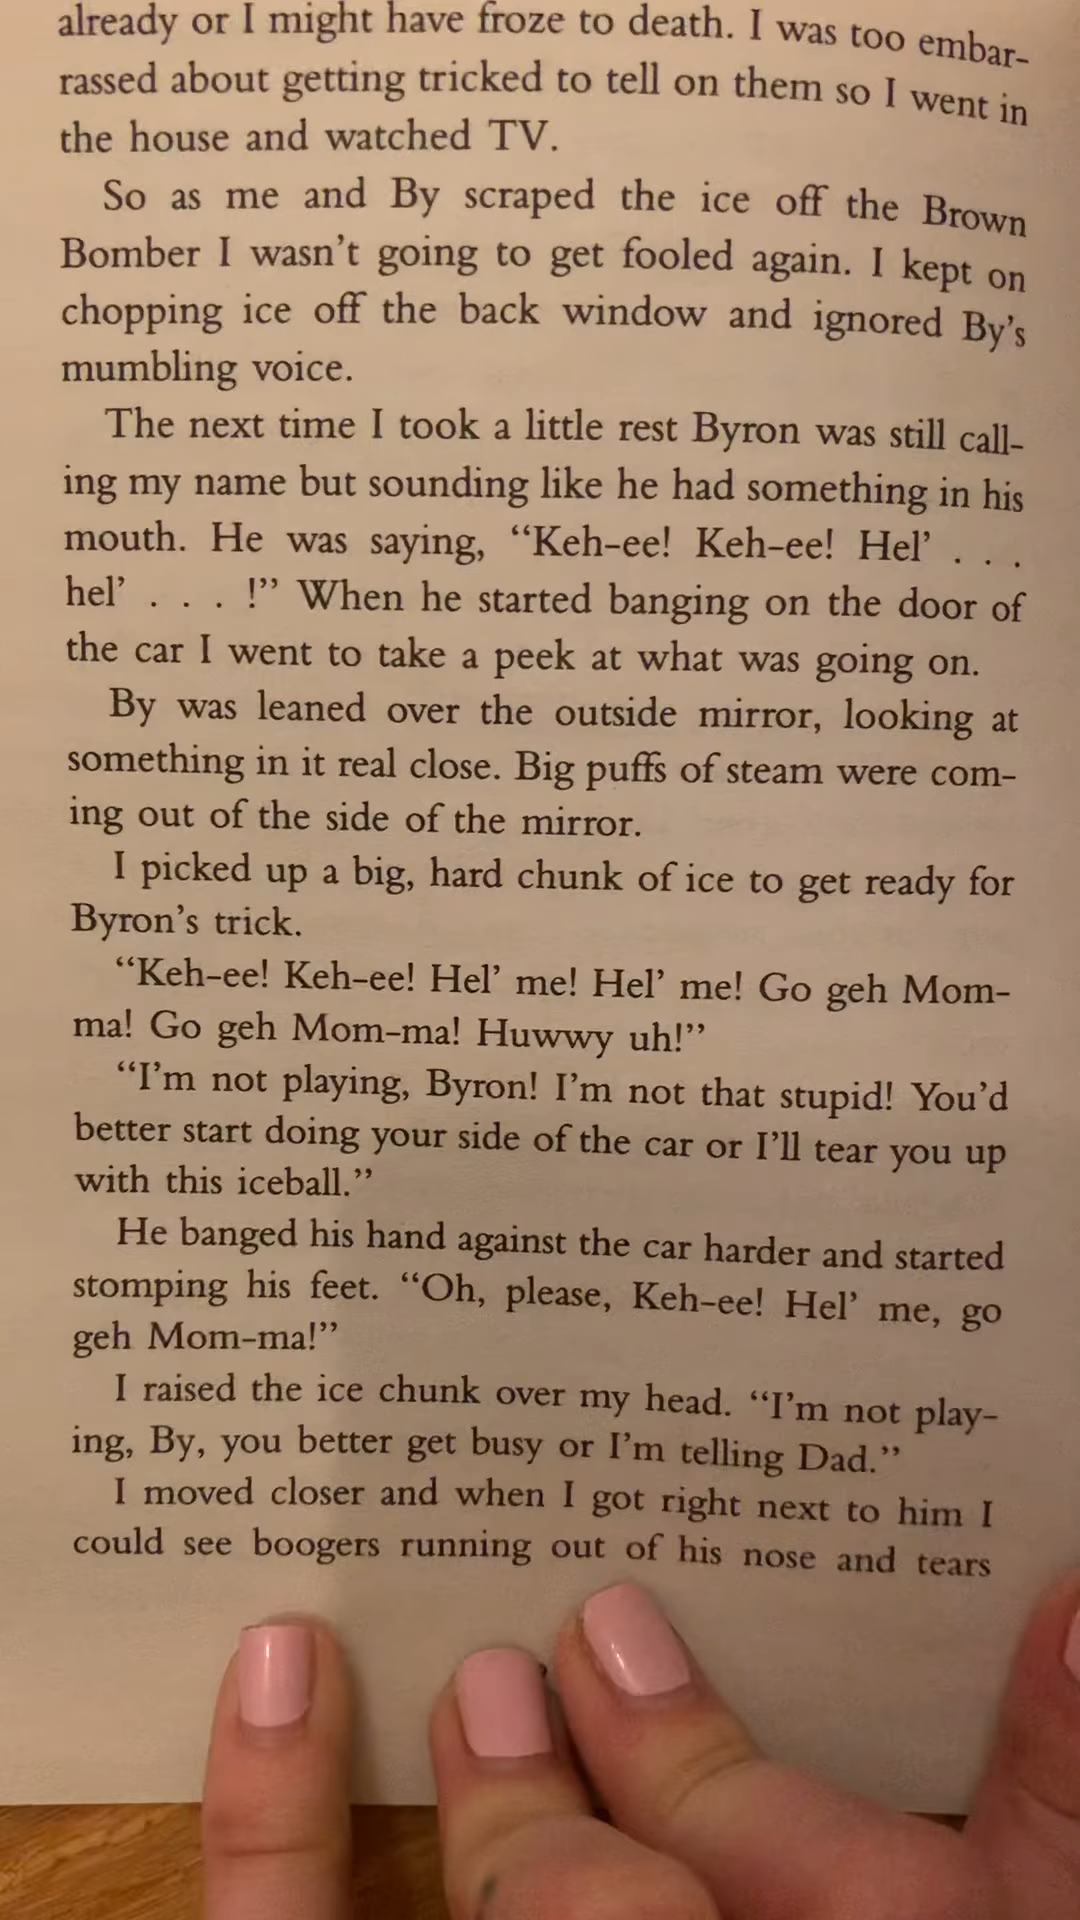 already or I might have froze to death. I was too embar-
rassed about getting tricked to tell on them so I went in
the house and watched TV.
So as me and By scraped the ice off the Brown
Bomber I wasn't going to get fooled again. I kept on
chopping ice off the back window and ignored By's
mumbling voice.
The next time I took a little rest Byron was still call-
ing my name but sounding like he had something in his
mouth. He was saying, “Keh-ee! Keh-ee! Hel' . . .
hel' . . . !” When he started banging on the door of
the car I went to take a peek at what was going on.
By was leaned over the outside mirror, looking at
something in it real close. Big puffs of steam were com-
ing out of the side of the mirror.
I picked up a big, hard chunk of ice to get ready for
Byron's trick.
“Keh-ee! Keh-ee! Hel' me! Hel' me! Go geh Mom-
ma! Go geh Mom-ma! Huwwy uh!”
“I'm not playing, Byron! I'm not that stupid! You'd
better start doing your side of the car or I'll tear you up
with this iceball.”
He banged his hand against the car harder and started
stomping his feet. “Oh, please, Keh-ee! Hel' me, go
geh Mom-ma!”
I raised the ice chunk over my head. “I'm not play-
ing, By, you better get busy or I'm telling Dad.”
I moved closer and when I got right next to him I
could see boogers running out of his nose and tears